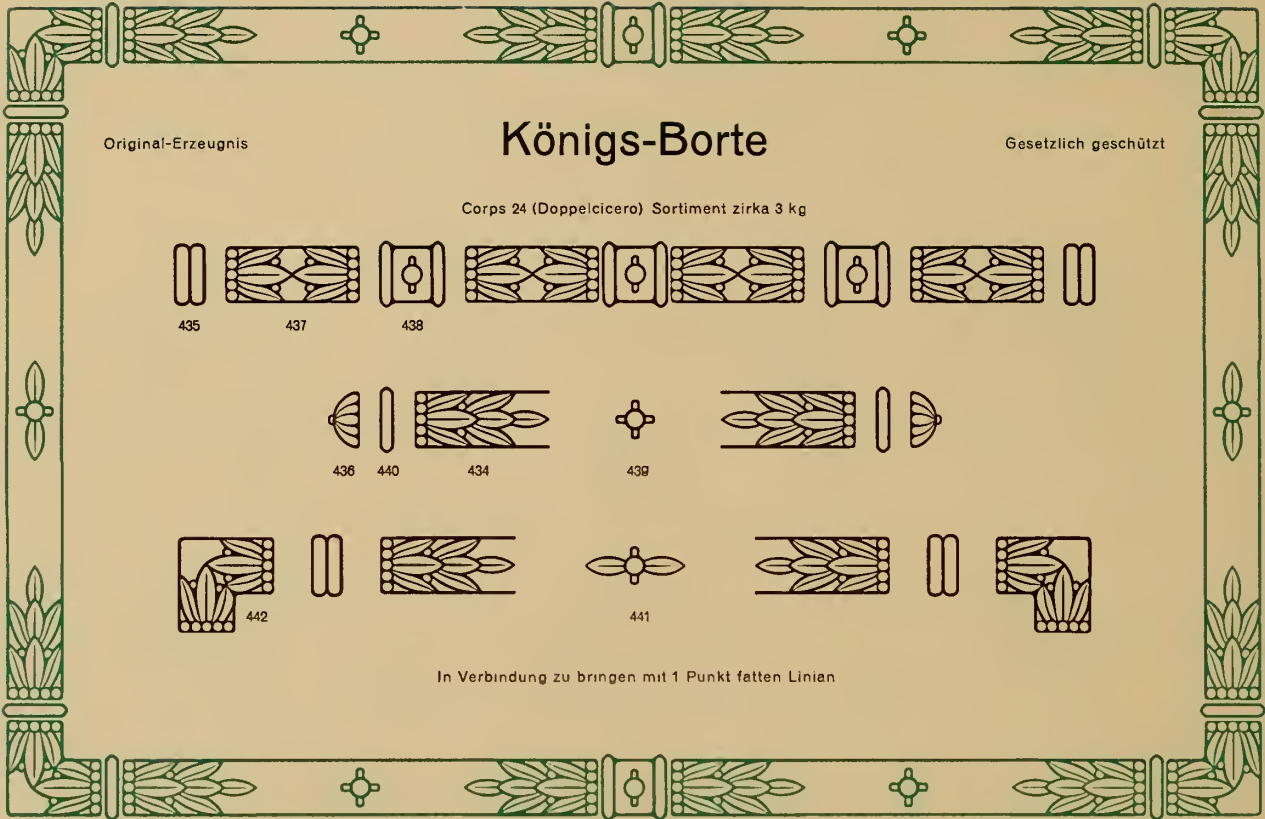 Original-Erzeugnis
Königs-Borte
Gesetzlich geschützt
Corps 24 (Doppelcicero) Sortiment zirka 3 kg
435 437 438
436 440 434 439
442 441
In Verbindung zu bringen mit 1 Punkt fatten Linian